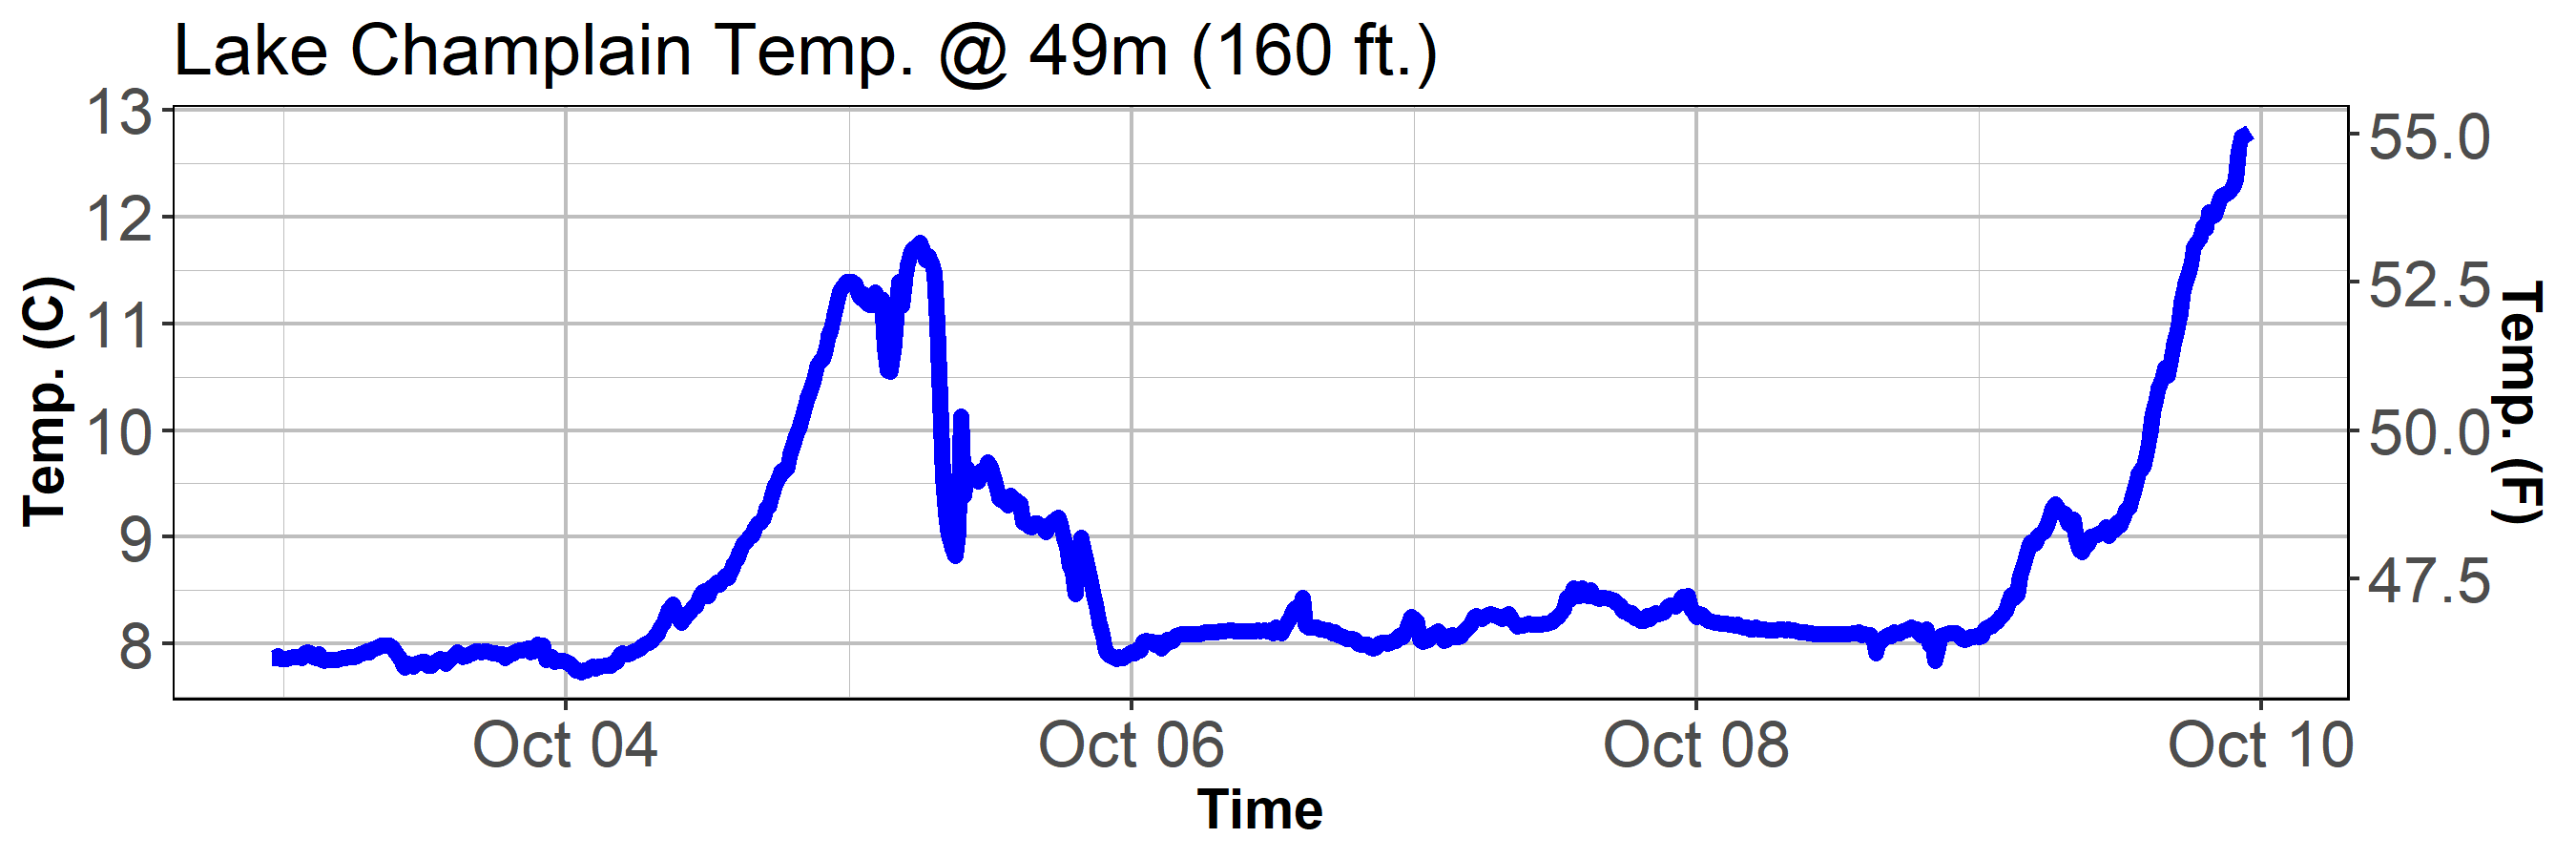 Lake Champlain Temp. @ 49m (160 ft.)
13
12
11
10
9
8
Temp. (C)
55.0
52.5
50.0
47.5
Temp. (F)
Oct 04
Oct 06
Oct 08
Oct 10
Time